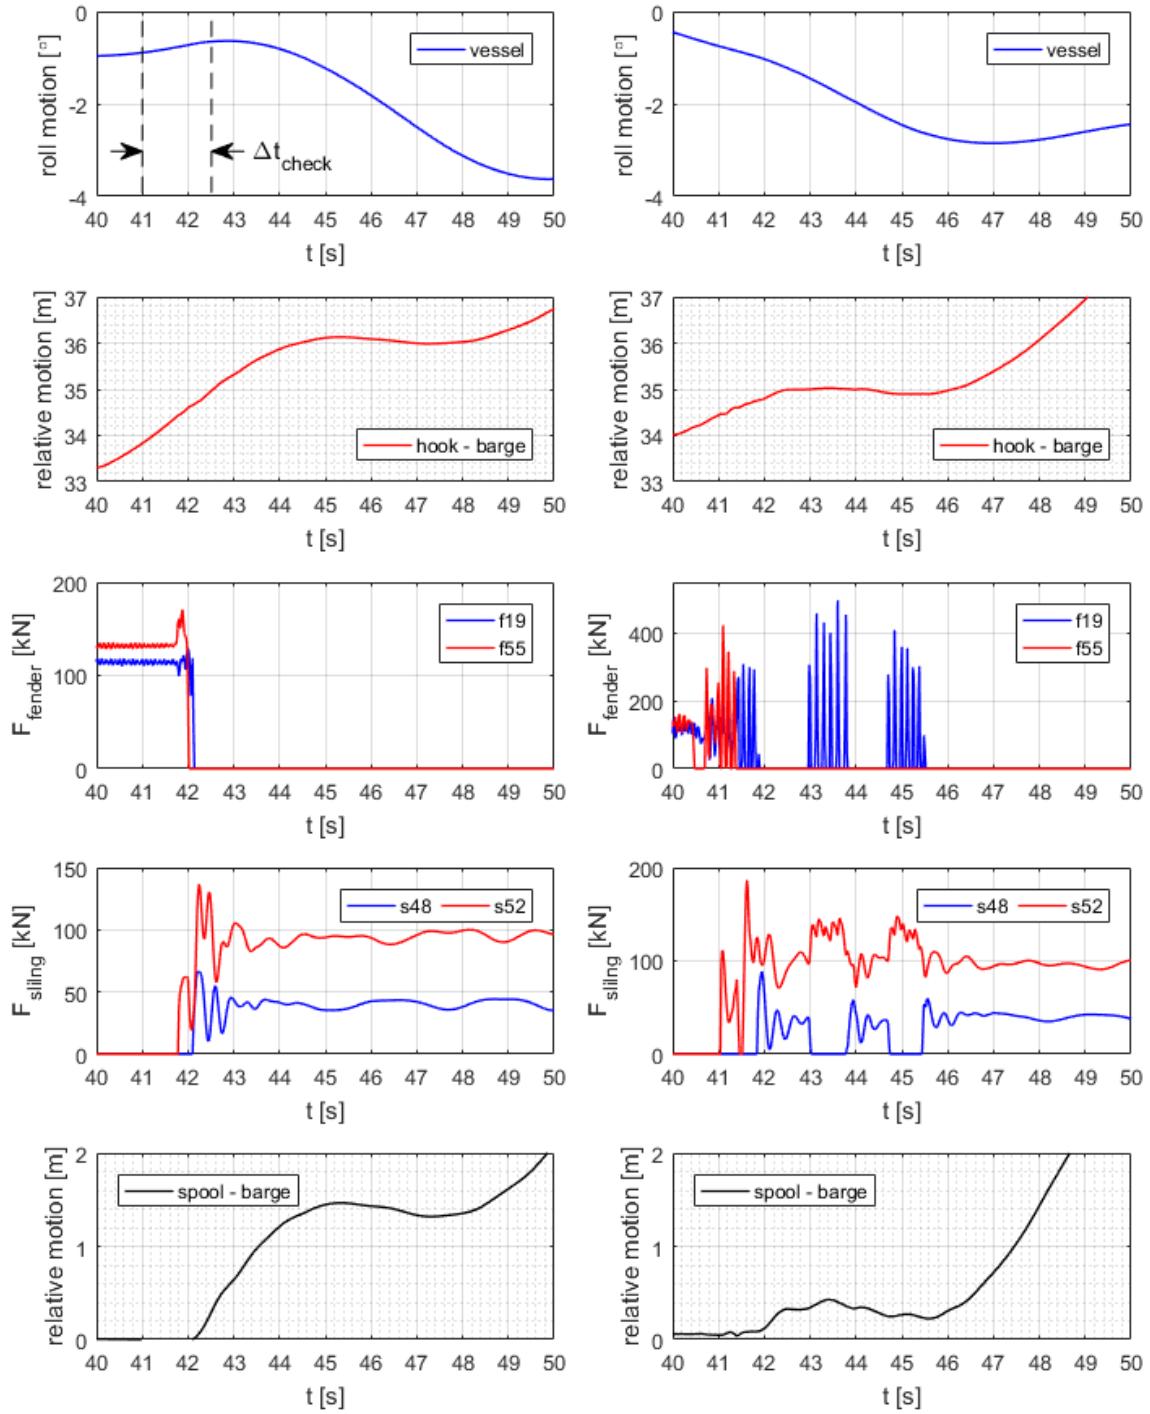 roll motion [▫]
0
-2
-4
vessel
Δt_check
40 41 42 43 44 45 46 47 48 49 50
t [s]
roll motion [▫]
0
-2
-4
vessel
40 41 42 43 44 45 46 47 48 49 50
t [s]
relative motion [m]
37
36
35
34
33
hook - barge
40 41 42 43 44 45 46 47 48 49 50
t [s]
relative motion [m]
37
36
35
34
33
hook - barge
40 41 42 43 44 45 46 47 48 49 50
t [s]
F_fender [kN]
200
100
0
f19
f55
40 41 42 43 44 45 46 47 48 49 50
t [s]
F_fender [kN]
400
200
0
f19
f55
40 41 42 43 44 45 46 47 48 49 50
t [s]
F_slilng [kN]
150
100
50
0
s48 s52
40 41 42 43 44 45 46 47 48 49 50
t [s]
F_slilng [kN]
200
100
0
s48 s52
40 41 42 43 44 45 46 47 48 49 50
t [s]
relative motion [m]
2
1
0
spool - barge
40 41 42 43 44 45 46 47 48 49 50
t [s]
relative motion [m]
2
1
0
spool - barge
40 41 42 43 44 45 46 47 48 49 50
t [s]